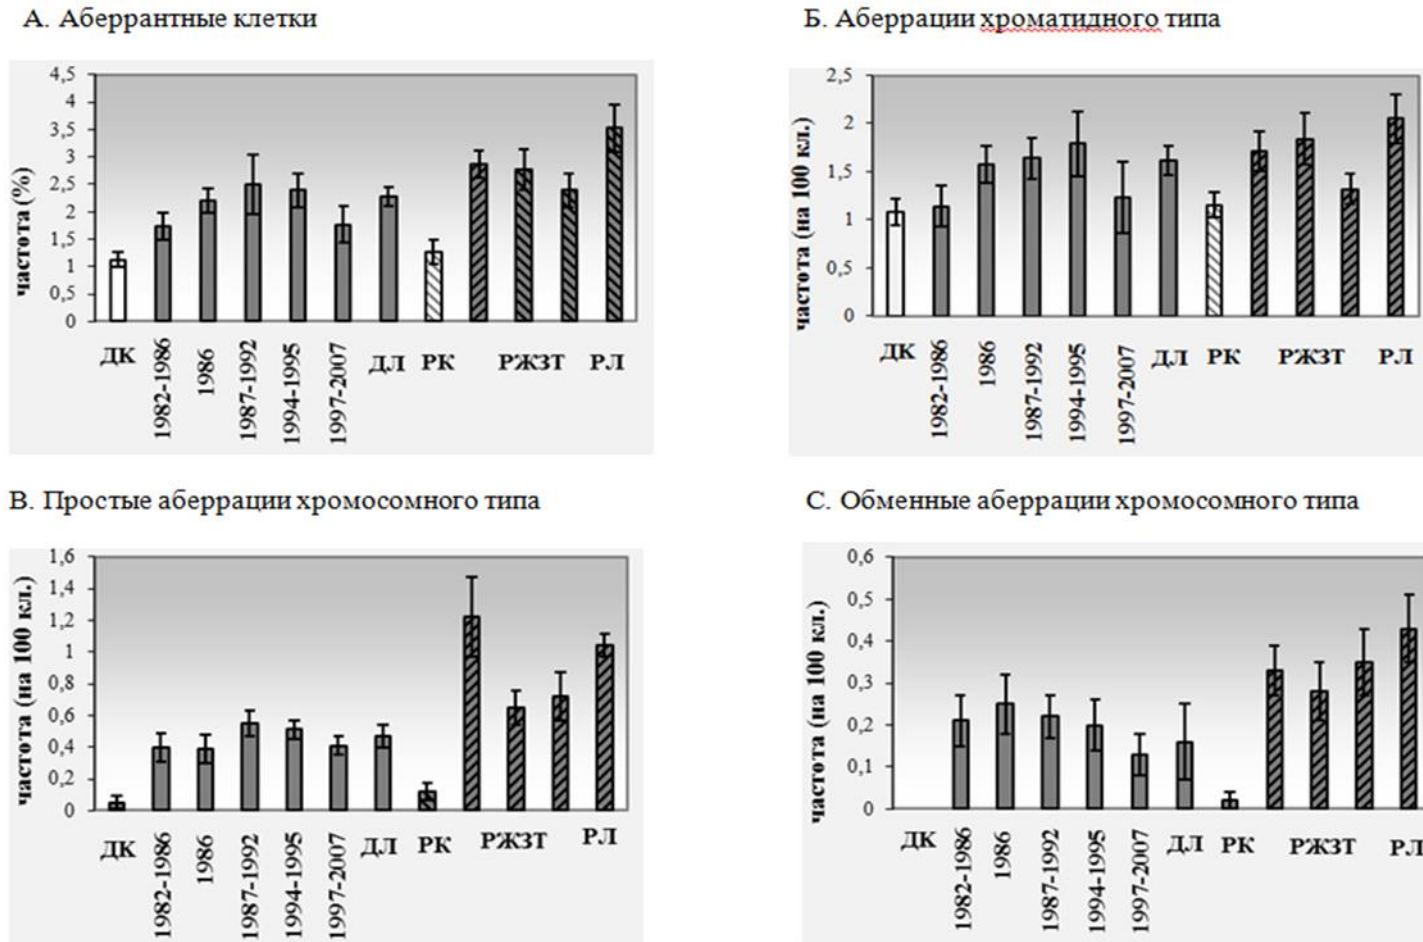 А. Аберрантные клетки
Б. Аберрации хроматидного типа
частота (%)
4,5
4
3,5
3
2,5
2
1,5
1
0,5
0
ДК
1982-1986
1986
1987-1992
1994-1995
1997-2007
ДЛ
РК
РЖЗТ
РЛ
частота (на 100 кл.)
2,5
2
1,5
1
0,5
0
ДК
1982-1986
1986
1987-1992
1994-1995
1997-2007
ДЛ
РК
РЖЗТ
РЛ
В. Простые аберрации хромосомного типа
С. Обменные аберрации хромосомного типа
частота (на 100 кл.)
1,6
1,4
1,2
1
0,8
0,6
0,4
0,2
0
ДК
1982-1986
1986
1987-1992
1994-1995
1997-2007
ДЛ
РК
РЖЗТ
РЛ
частота (на 100 кл.)
0,6
0,5
0,4
0,3
0,2
0,1
0
ДК
1982-1986
1986
1987-1992
1994-1995
1997-2007
ДЛ
РК
РЖЗТ
РЛ